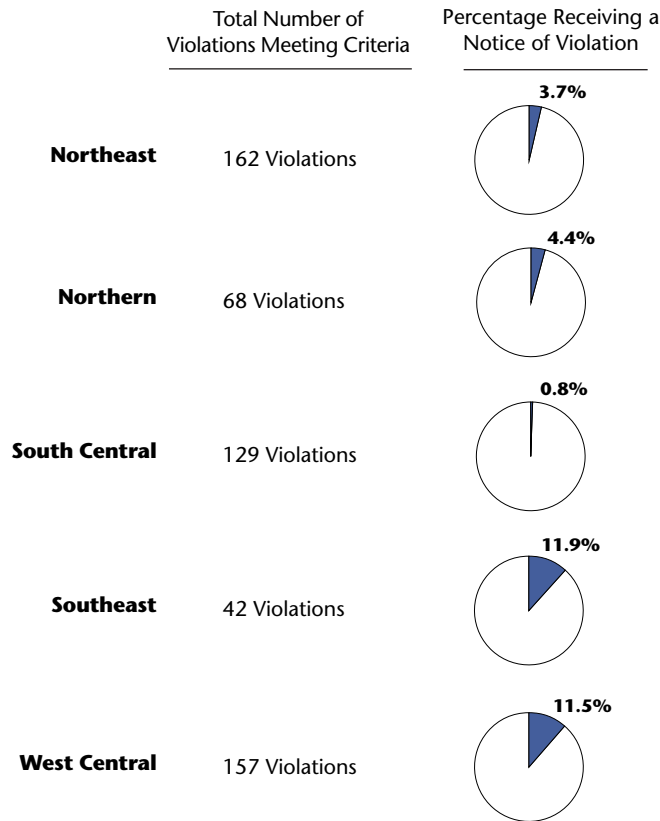 Total Number of
Violations Meeting Criteria
Percentage Receiving a
Notice of Violation
Northeast
162 Violations
3.7%
Northern
68 Violations
4.4%
South Central
129 Violations
0.8%
Southeast
42 Violations
11.9%
West Central
157 Violations
11.5%